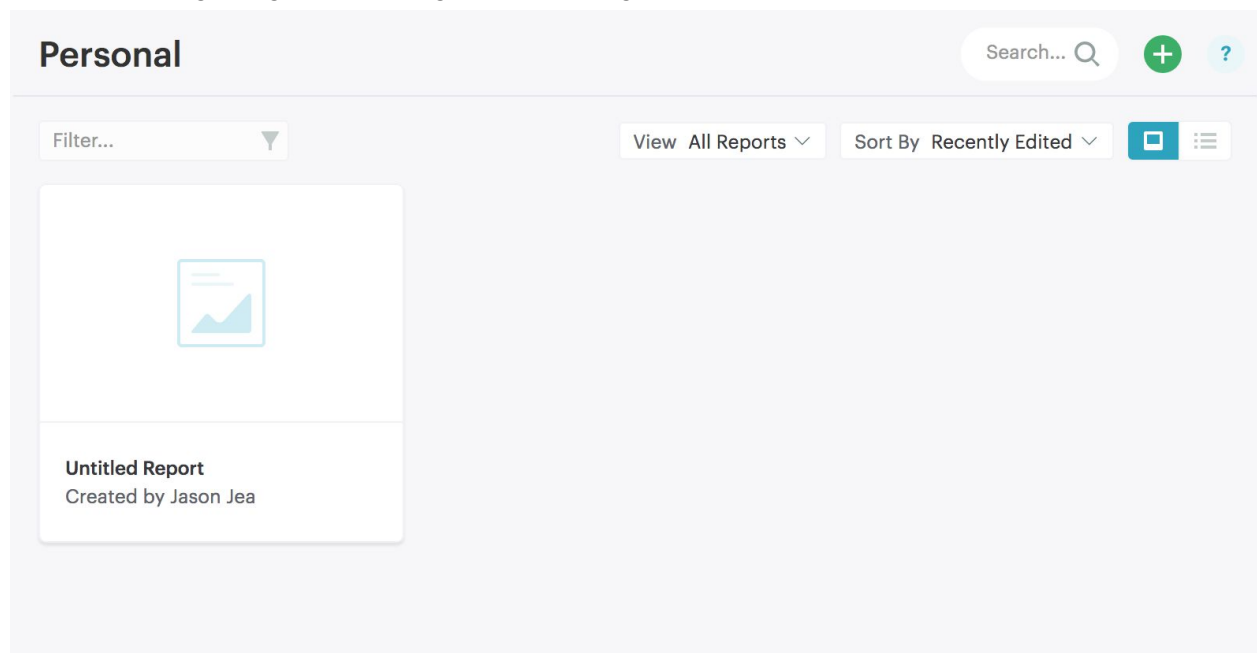 Personal
Search...
?
Filter...
View All Reports
Sort By Recently Edited
Untitled Report
Created by Jason Jea